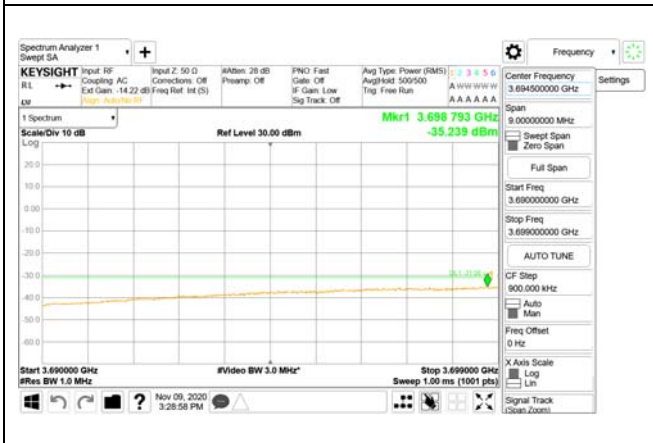 Spectrum Analyzer 1
Swept SA
Frequency
KEYSIGHT
RL
Input: RF
Coupling: AC
Ext Gain: -14.22 dB
Align: Auto/No RF
Input Z: 50 Ω
Corrections: Off
Freq Ref: Int (S)
#Atten: 28 dB
Preamp: Off
PNO: Fast
Gate: Off
IF Gain: Low
Sig Track: Off
Avg Type: Power (RMS)
Avg|Hold: 500/500
Trig: Free Run
1 2 3 4 5 6
A W W W W W
A A A A A A
1 Spectrum
Scale/Div 10 dB
Log
Ref Level 30.00 dBm
Mkr1 3.698 793 GHz
-35.239 dBm
20.0
10.0
0.00
-10.0
-20.0
-30.0
-40.0
-50.0
-60.0
Start 3.690000 GHz
#Res BW 1.0 MHz
#Video BW 3.0 MHz*
Stop 3.699000 GHz
Sweep 1.00 ms (1001 pts)
Nov 09, 2020
3:28:58 PM
Center Frequency
3.694500000 GHz
Settings
Span
9.00000000 MHz
Swept Span
Zero Span
Full Span
Start Freq
3.690000000 GHz
Stop Freq
3.699000000 GHz
AUTO TUNE
CF Step
900.000 kHz
Auto
Man
Freq Offset
0 Hz
X Axis Scale
Log
Lin
Signal Track
(Span Zoom)